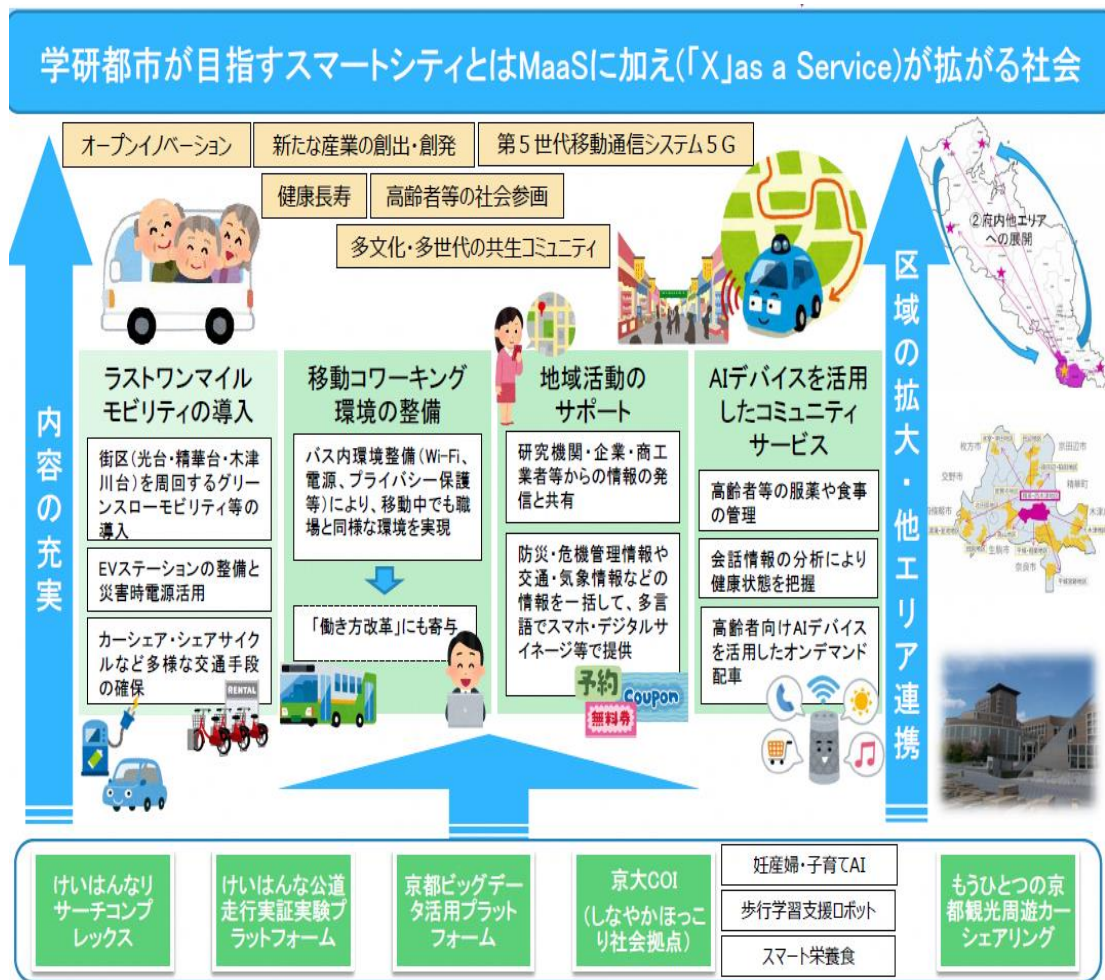 学研都市が目指すスマートシティとはMaaSに加え(「X」as a Service)が拡がる社会
オープンイノベーション
新たな産業の創出・創発
第5世代移動通信システム5G
健康長寿
高齢者等の社会参画
多文化・多世代の共生コミュニティ
②府内他エリア
への展開
内容の充実
区域の拡大・他エリア連携
ラストワンマイル
モビリティの導入
街区(光台・精華台・木津
川台)を周回するグリー
ンスローモビリティ等の
導入
EVステーションの整備と
災害時電源活用
カーシェア・シェアサイク
ルなど多様な交通手段
の確保
RENTAL
移動コワーキング
環境の整備
バス内環境整備(Wi-Fi、
電源、プライバシー保護
等)により、移動中でも職
場と同様な環境を実現
「働き方改革」にも寄与
地域活動の
サポート
研究機関・企業・商工
業者等からの情報の発
信と共有
防災・危機管理情報や
交通・気象情報などの
情報を一括して、多言
語でスマホ・デジタルサ
イネージ等で提供
予約
Coupon
無料券
AIデバイスを活用
したコミュニティ
サービス
高齢者等の服薬や食事
の管理
会話情報の分析により
健康状態を把握
高齢者向けAIデバイス
を活用したオンデマンド
配車
枚方市
京田辺市
交野市
精華町
木津川市
生駒市
奈良市
けいはんなリ
サーチコンプ
レックス
けいはんな公道
走行実証実験プ
ラットフォーム
京都ビッグデー
タ活用プラット
フォーム
京大COI
(しなやかほっこ
り社会拠点)
妊産婦・子育てAI
歩行学習支援ロボット
スマート栄養食
もうひとつの京
都観光周遊カー
シェアリング